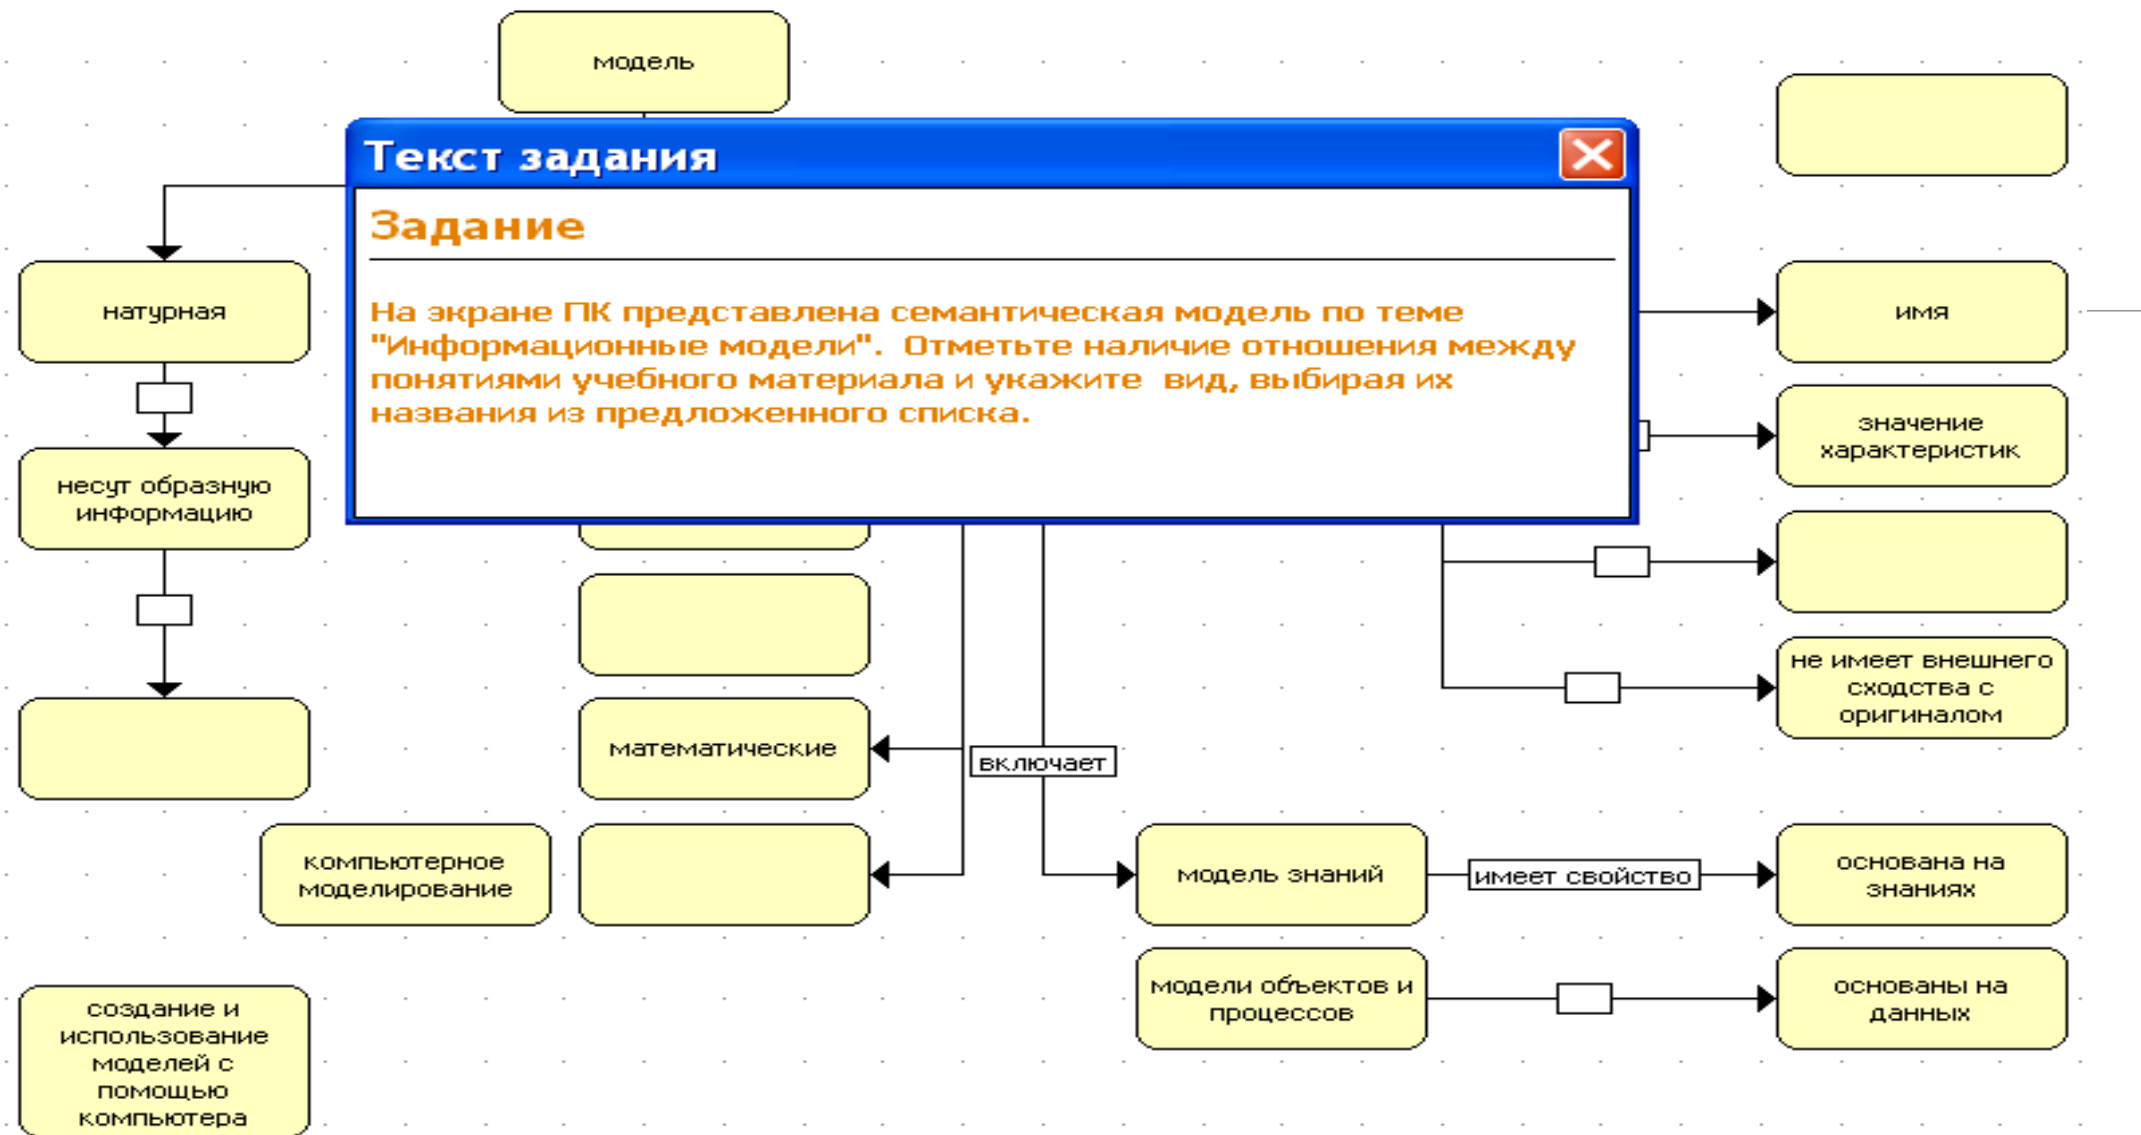 модель
Текст задания
Задание
На экране ПК представлена семантическая модель по теме
"Информационные модели". Отметьте наличие отношения между
понятиями учебного материала и укажите вид, выбирая их
названия из предложенного списка.
натурная
имя
значение
характеристик
несут образную
информацию
не имеет внешнего
сходства с
оригиналом
математические
включает
компьютерное
моделирование
модель знаний
имеет свойство
основана на
знаниях
модели объектов и
процессов
основаны на
данных
создание и
использование
моделей с
помощью
компьютера